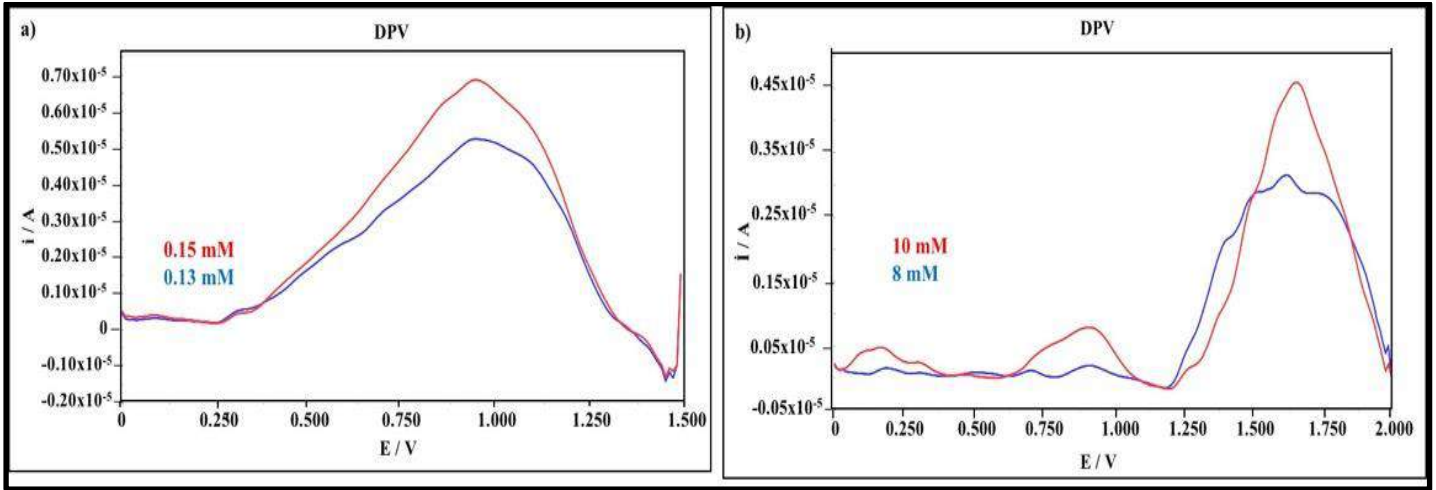 a)
DPV
0.70x10⁻⁵
0.60x10⁻⁵
0.50x10⁻⁵
0.40x10⁻⁵
0.30x10⁻⁵
0.20x10⁻⁵
0.10x10⁻⁵
0
-0.10x10⁻⁵
-0.20x10⁻⁵
i / A
0.15 mM
0.13 mM
0 0.250 0.500 0.750 1.000 1.250 1.500
E / V
b)
DPV
0.45x10⁻⁵
0.35x10⁻⁵
0.25x10⁻⁵
0.15x10⁻⁵
0.05x10⁻⁵
-0.05x10⁻⁵
i / A
10 mM
8 mM
0 0.250 0.500 0.750 1.000 1.250 1.500 1.750 2.000
E / V